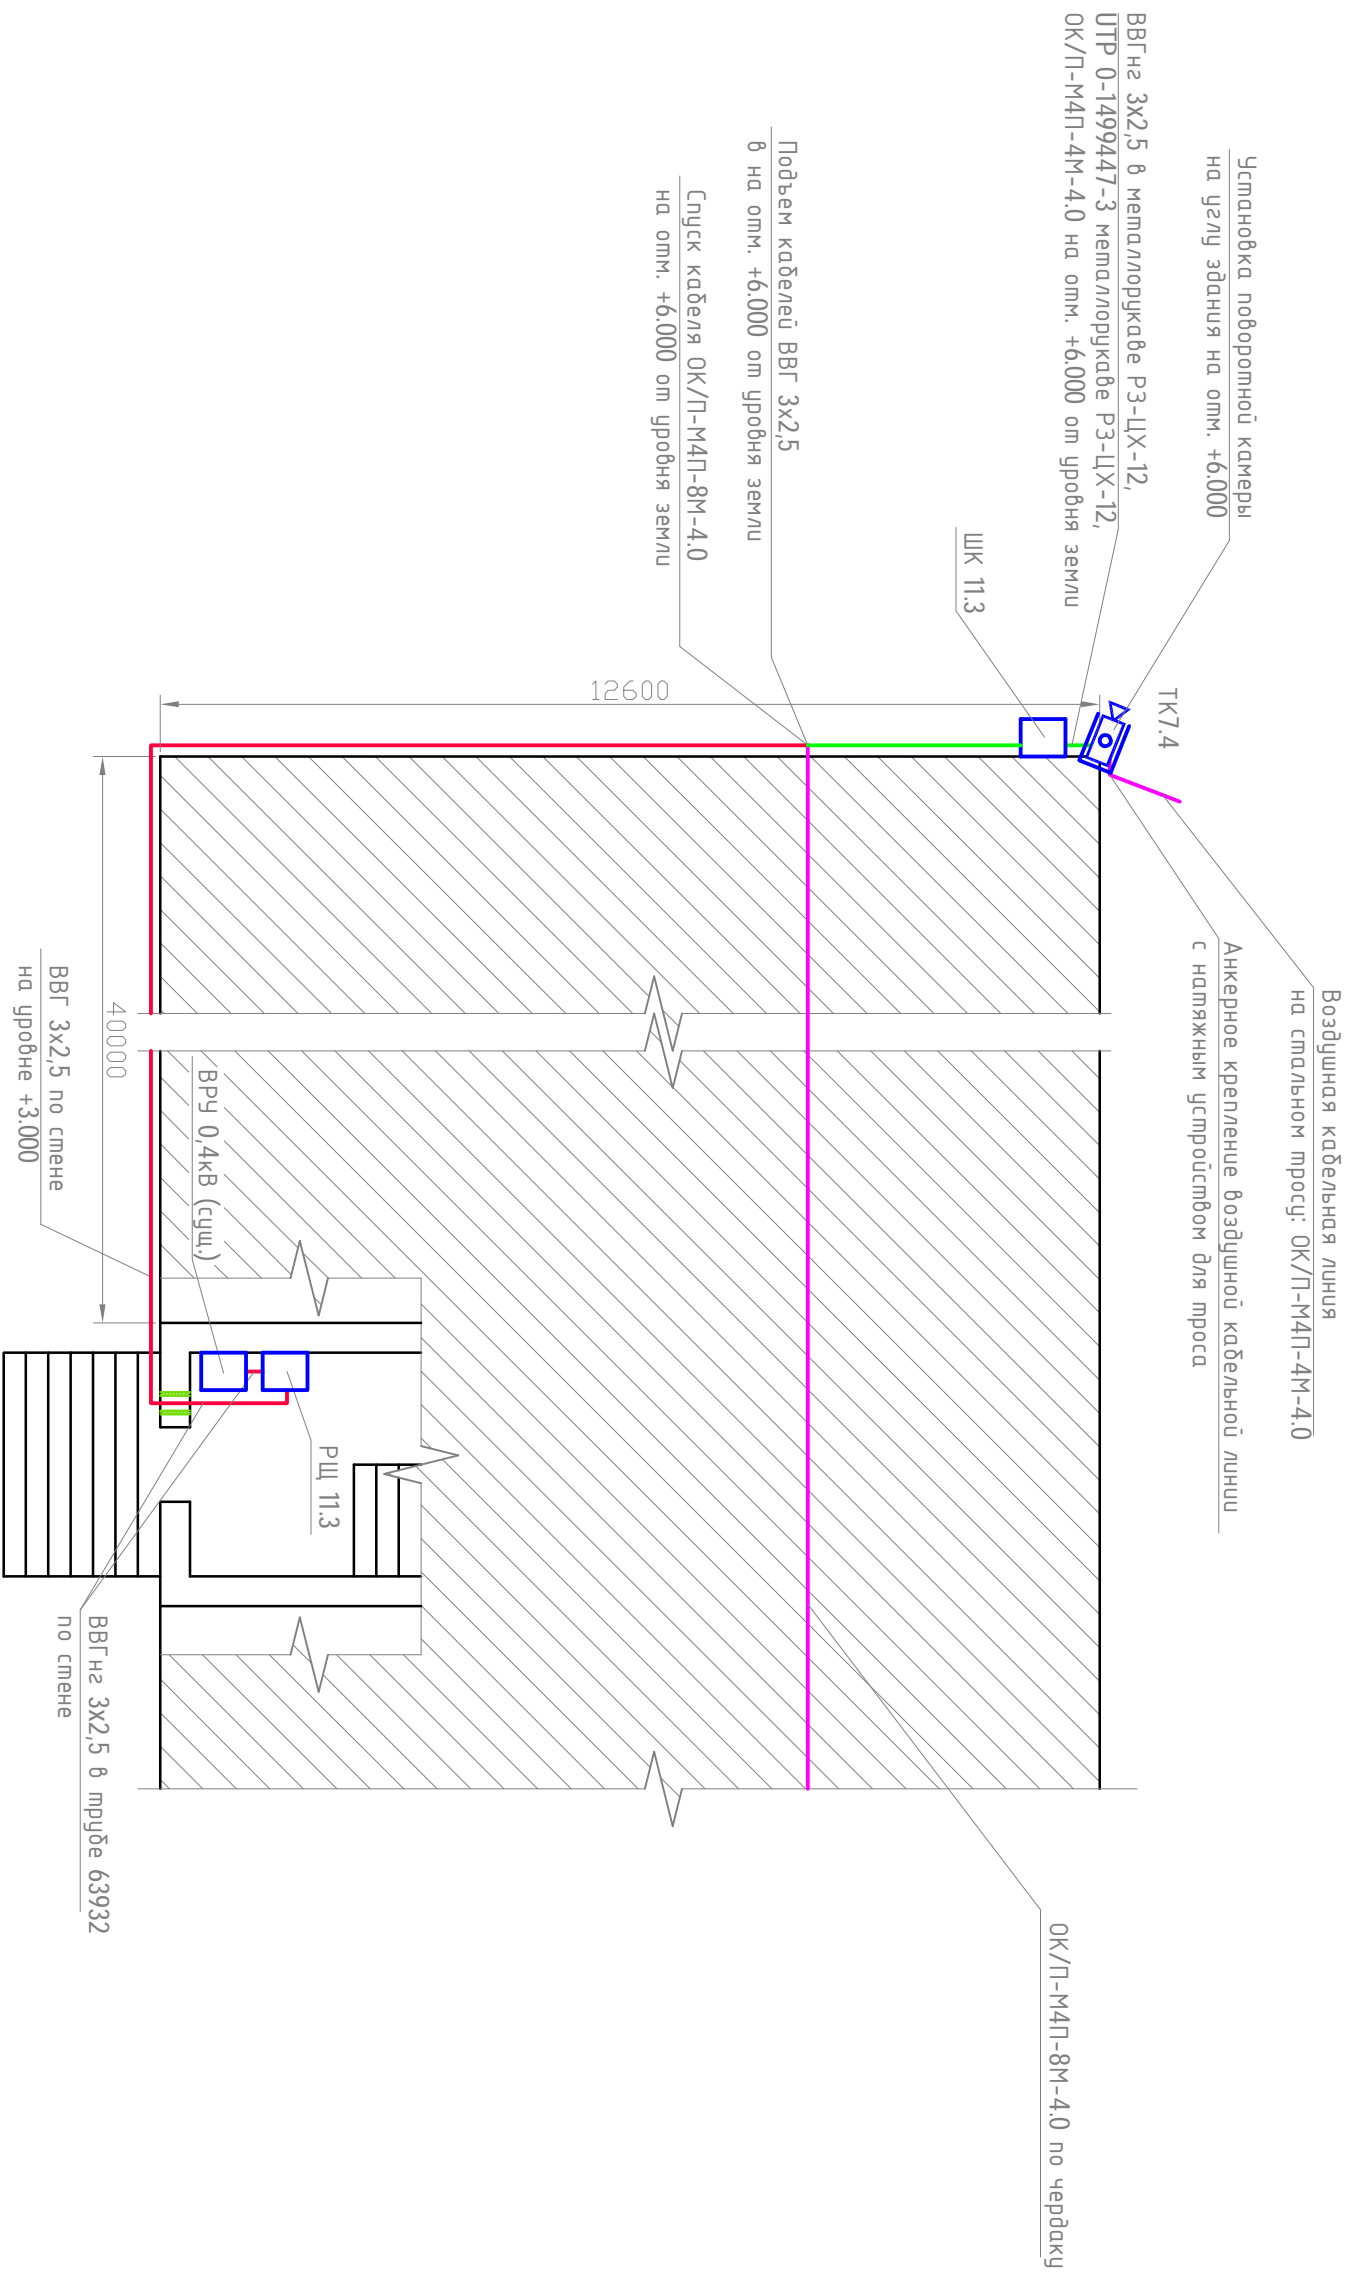 Воздушная кабельная линия
на стальном тросу: ОК/П-М4П-4М-4.0
Анкерное крепление воздушной кабельной линии
с натяжным устройством для троса
Установка поворотной камеры
на углу здания на отм. +6.000
ТК7.4
ВВГнг 3х2,5 в металлорукаве РЗ-ЦХ-12,
UTP 0-1499447-3 металлорукаве РЗ-ЦХ-12,
ОК/П-М4П-4М-4.0 на отм. +6.000 от уровня земли
ШК 11.3
ОК/П-М4П-8М-4.0 по чердаку
Подъем кабелей ВВГ 3х2,5
в на отм. +6.000 от уровня земли
Спуск кабеля ОК/П-М4П-8М-4.0
на отм. +6.000 от уровня земли
12600
РЩ 11.3
ВРУ 0,4кВ (сущ.)
40000
ВВГнг 3х2,5 в трубе 63932
по стене
ВВГ 3х2,5 по стене
на уровне +3.000